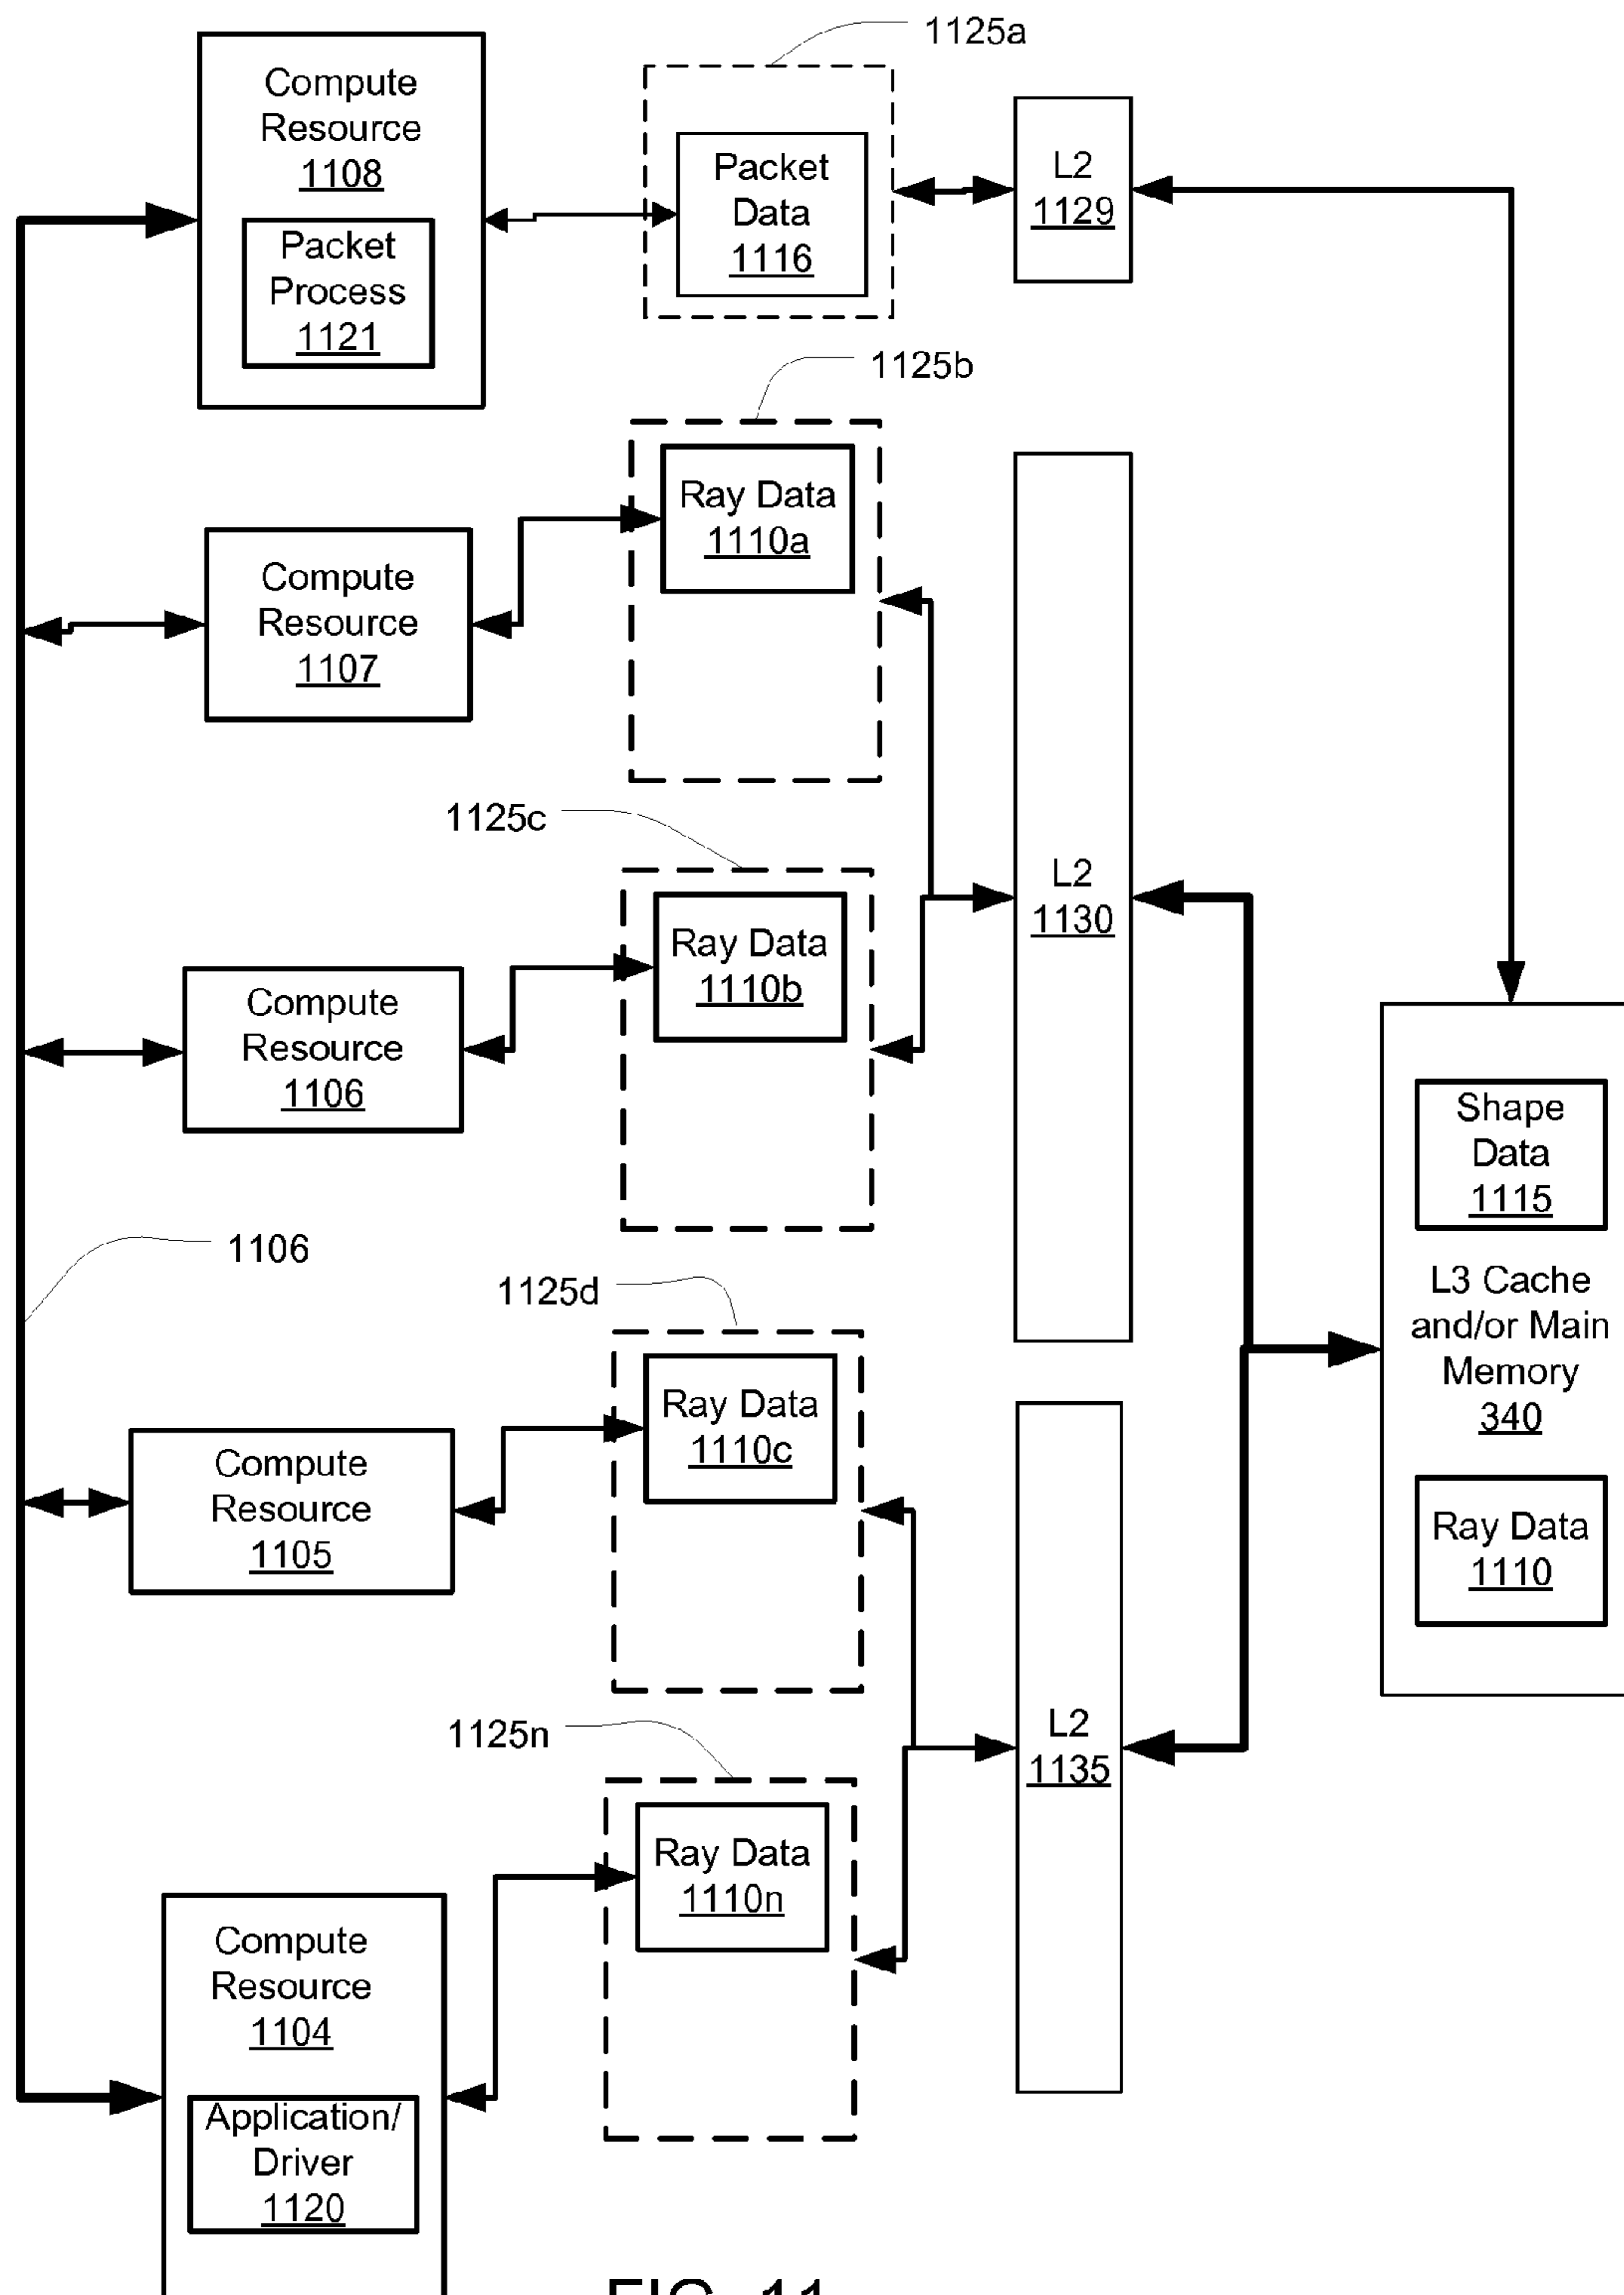 1125a
Compute
Resource
1108
Packet
Process
1121
Packet
Data
1116
L2
1129
1125b
Ray Data
1110a
Compute
Resource
1107
1125c
L2
1130
Ray Data
1110b
Compute
Resource
1106
Shape
Data
1115
1106
1125d
L3 Cache
and/or Main
Memory
340
Ray Data
1110c
Compute
Resource
1105
Ray Data
1110
1125n
L2
1135
Ray Data
1110n
Compute
Resource
1104
Application/
Driver
1120
FIG. 11